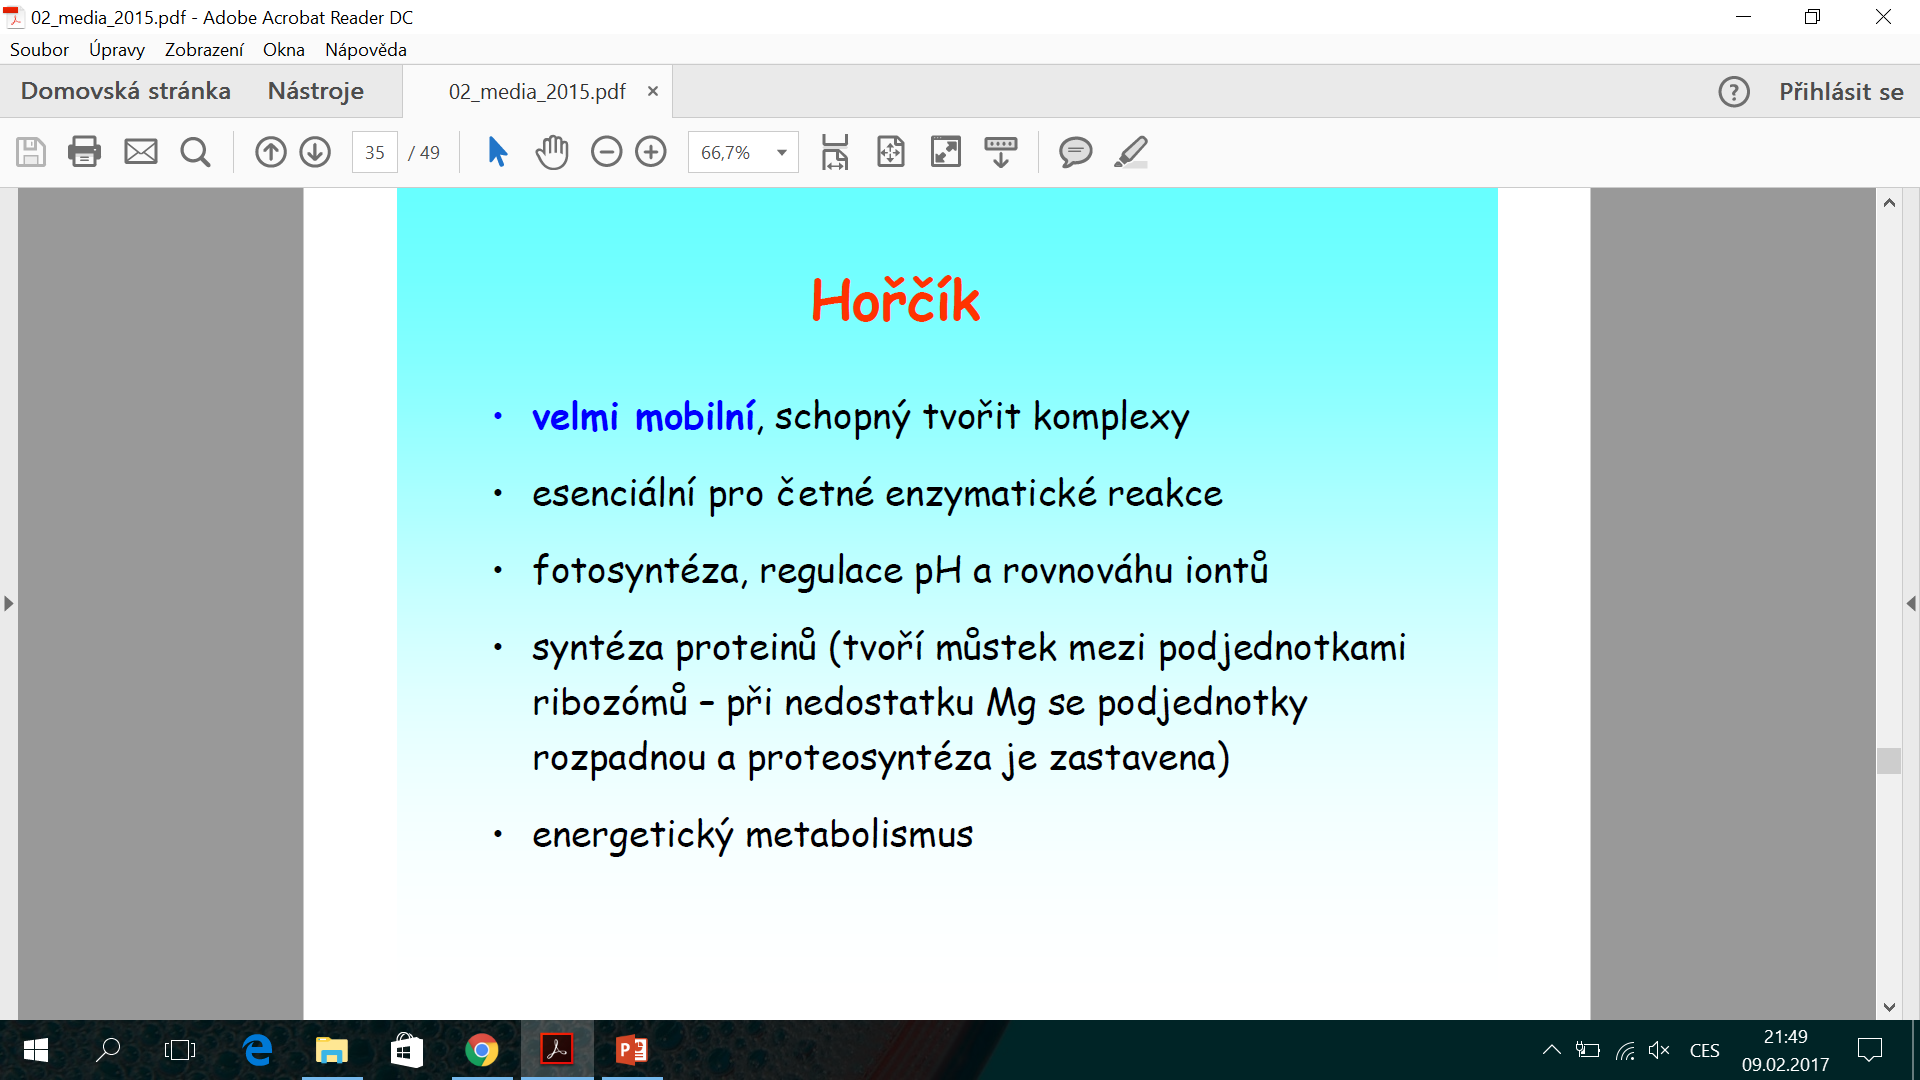 02_media_2015.pdf - Adobe Acrobat Reader DC
Soubor Úpravy Zobrazení Okna Nápověda
Domovská stránka Nástroje 02_media_2015.pdf × ? Přihlásit se
35 / 49 66,7%
Hořčík
• velmi mobilní, schopný tvořit komplexy
• esenciální pro četné enzymatické reakce
• fotosyntéza, regulace pH a rovnováhu iontů
• syntéza proteinů (tvoří můstek mezi podjednotkami
ribozómů – při nedostatku Mg se podjednotky
rozpadnou a proteosyntéza je zastavena)
• energetický metabolismus
CES
21:49
09.02.2017